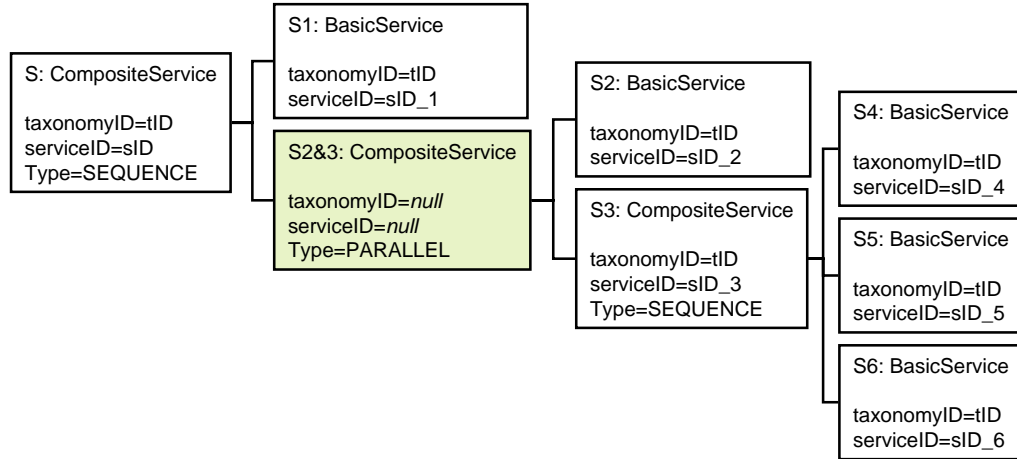 S: CompositeService
taxonomyID=tID
serviceID=sID
Type=SEQUENCE
S1: BasicService
taxonomyID=tID
serviceID=sID_1
S2&3: CompositeService
taxonomyID=null
serviceID=null
Type=PARALLEL
S2: BasicService
taxonomyID=tID
serviceID=sID_2
S3: CompositeService
taxonomyID=tID
serviceID=sID_3
Type=SEQUENCE
S4: BasicService
taxonomyID=tID
serviceID=sID_4
S5: BasicService
taxonomyID=tID
serviceID=sID_5
S6: BasicService
taxonomyID=tID
serviceID=sID_6